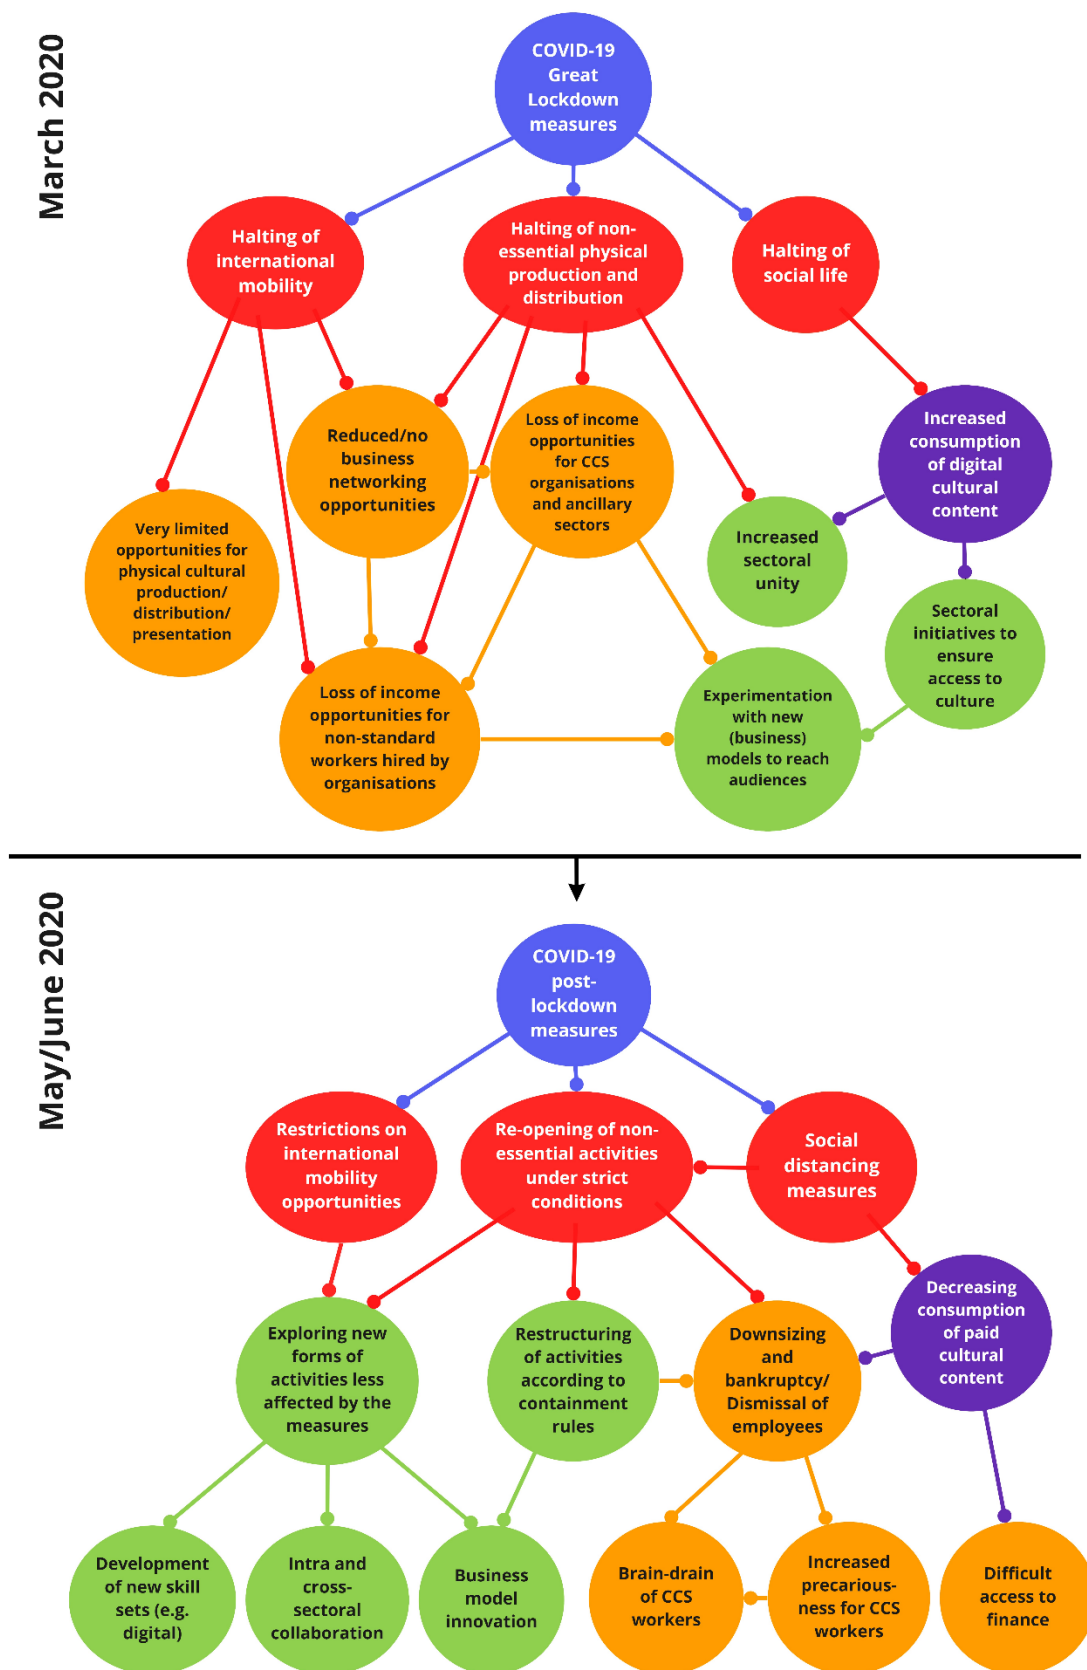 March 2020
COVID-19
Great
Lockdown
measures
Halting of
international
mobility
Halting of non-
essential physical
production and
distribution
Halting of
social life
Reduced/no
business
networking
opportunities
Loss of income
opportunities
for CCS
organisations
and ancillary
sectors
Increased
consumption
of digital
cultural
content
Very limited
opportunities for
physical cultural
production/
distribution/
presentation
Increased
sectoral
unity
Sectoral
initiatives to
ensure
access to
culture
Loss of income
opportunities for
non-standard
workers hired by
organisations
Experimentation
with new
(business)
models to reach
audiences
May/June 2020
COVID-19
post-
lockdown
measures
Restrictions on
international
mobility
opportunities
Re-opening of non-
essential activities
under strict
conditions
Social
distancing
measures
Exploring new
forms of
activities less
affected by the
measures
Restructuring
of activities
according to
containment
rules
Downsizing
and
bankruptcy/
Dismissal of
employees
Decreasing
consumption
of paid
cultural
content
Development
of new skill
sets (e.g.
digital)
Intra and
cross-
sectoral
collaboration
Business
model
innovation
Brain-drain
of CCS
workers
Increased
precarious-
ness for CCS
workers
Difficult
access to
finance